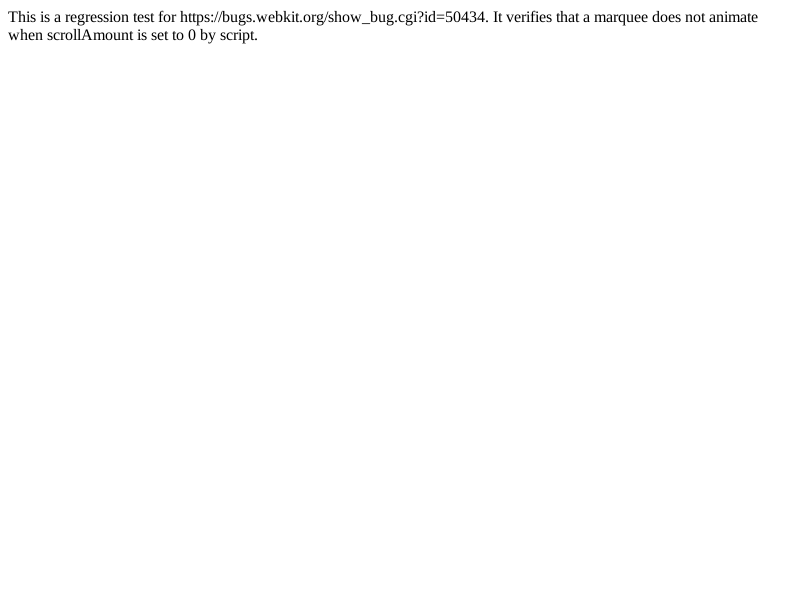 This is a regression test for https://bugs.webkit.org/show_bug.cgi?id=50434. It verifies that a marquee does not animate
when scrollAmount is set to 0 by script.